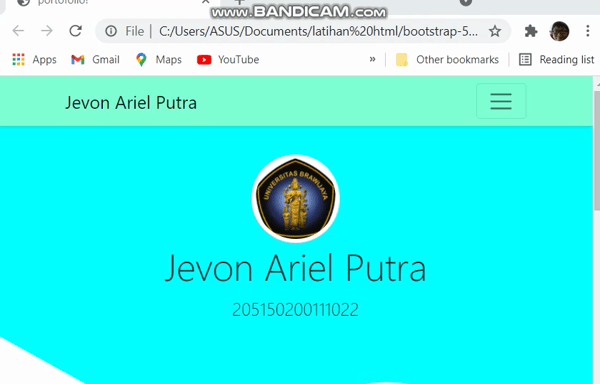 portofolio!
www.BANDICAM.com
File
C:/Users/ASUS/Documents/latihan%20html/bootstrap-5...
Apps
Gmail
Maps
YouTube
»
Other bookmarks
Reading list
Jevon Ariel Putra
UNIVERSITAS BRAWIJAYA
Jevon Ariel Putra
205150200111022